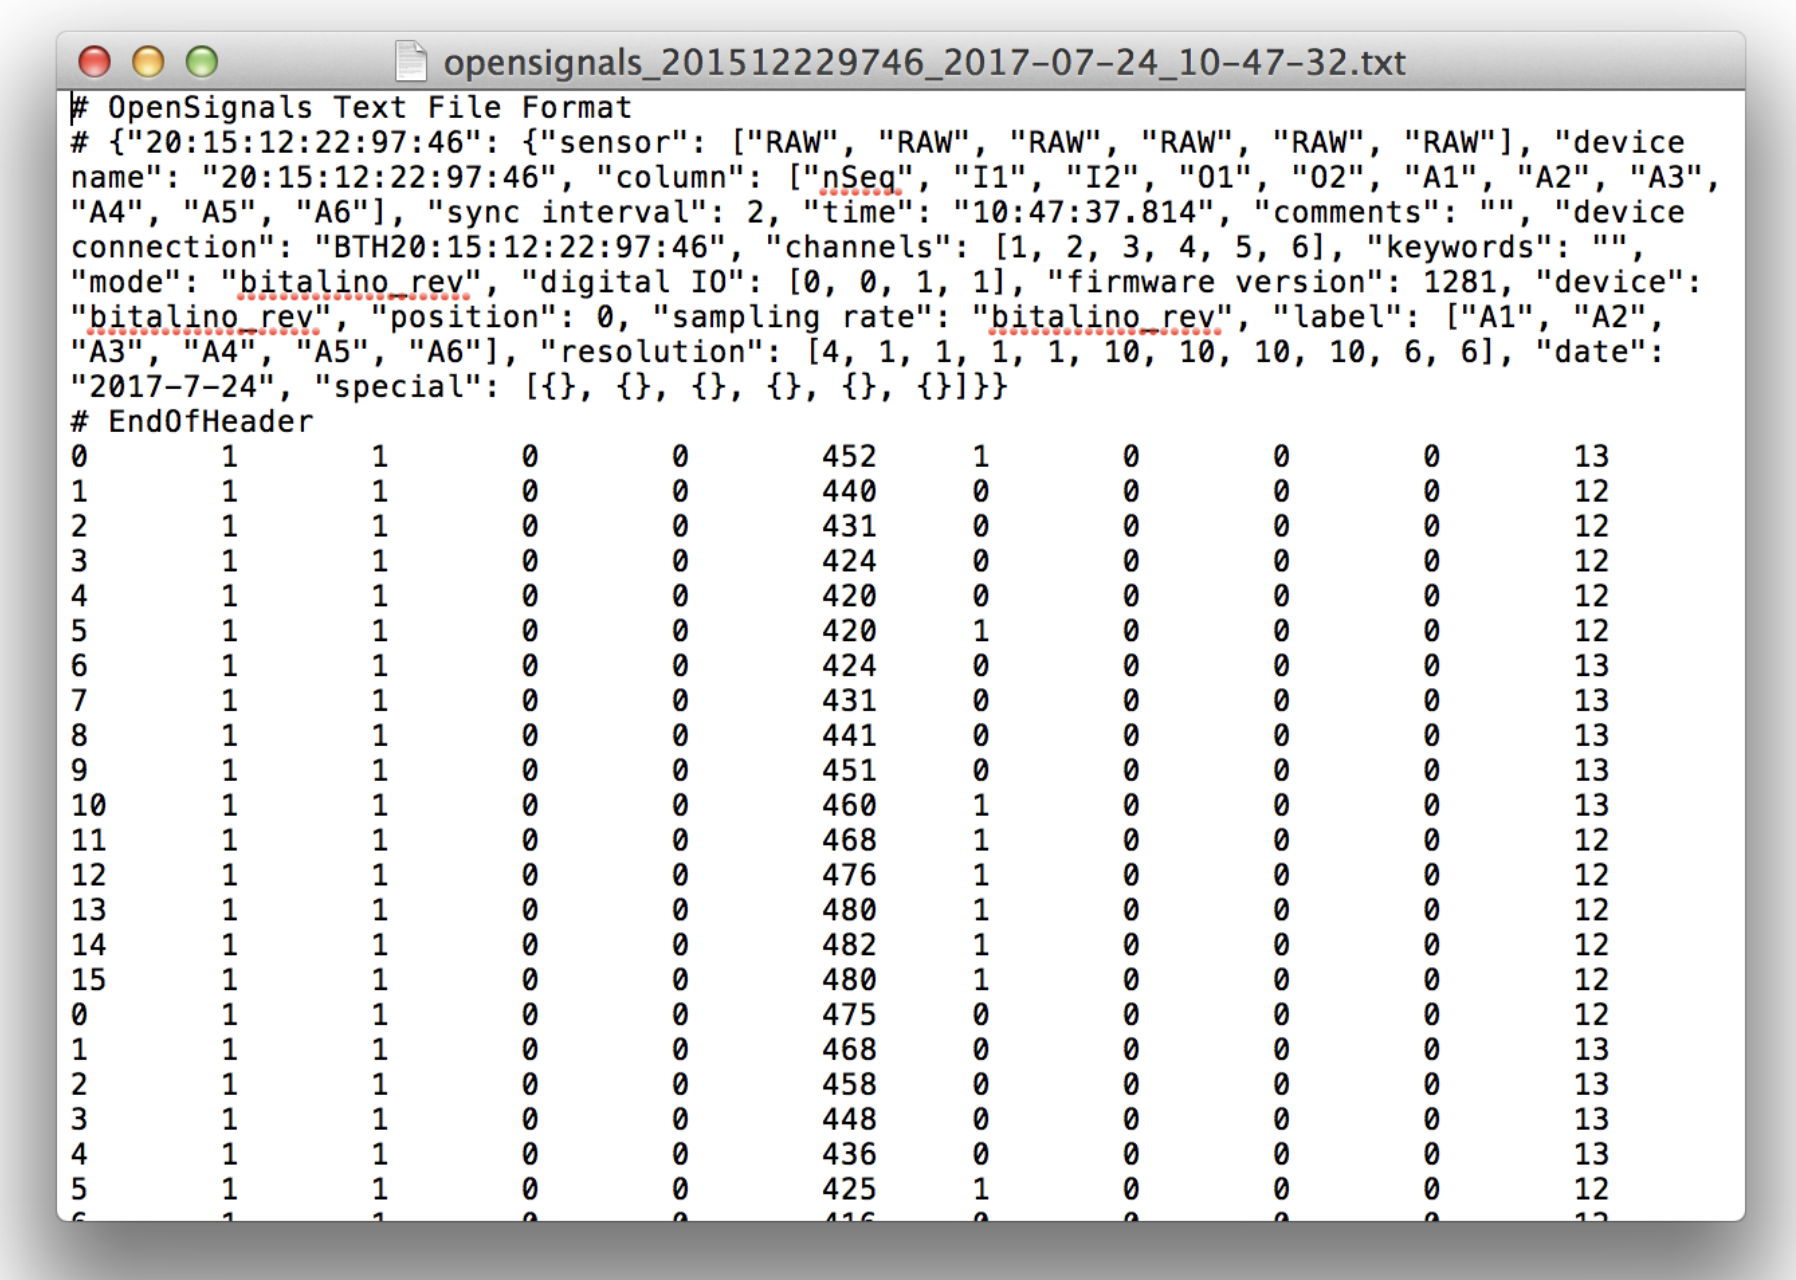 opensignals_201512229746_2017-07-24_10-47-32.txt
# OpenSignals Text File Format
# {"20:15:12:22:97:46": {"sensor": ["RAW", "RAW", "RAW", "RAW", "RAW", "RAW"], "device
name": "20:15:12:22:97:46", "column": ["nSeq", "I1", "I2", "O1", "O2", "A1", "A2", "A3",
"A4", "A5", "A6"], "sync interval": 2, "time": "10:47:37.814", "comments": "", "device
connection": "BTH20:15:12:22:97:46", "channels": [1, 2, 3, 4, 5, 6], "keywords": "",
"mode": "bitalino_rev", "digital IO": [0, 0, 1, 1], "firmware version": 1281, "device":
"bitalino_rev", "position": 0, "sampling rate": "bitalino_rev", "label": ["A1", "A2",
"A3", "A4", "A5", "A6"], "resolution": [4, 1, 1, 1, 1, 10, 10, 10, 10, 6, 6], "date":
"2017-7-24", "special": [{}, {}, {}, {}, {}, {}]}}
# EndOfHeader
0 1 1 0 0 452 1 0 0 0 13
1 1 1 0 0 440 0 0 0 0 12
2 1 1 0 0 431 0 0 0 0 12
3 1 1 0 0 424 0 0 0 0 12
4 1 1 0 0 420 0 0 0 0 12
5 1 1 0 0 420 1 0 0 0 12
6 1 1 0 0 424 0 0 0 0 13
7 1 1 0 0 431 0 0 0 0 13
8 1 1 0 0 441 0 0 0 0 13
9 1 1 0 0 451 0 0 0 0 13
10 1 1 0 0 460 1 0 0 0 13
11 1 1 0 0 468 1 0 0 0 12
12 1 1 0 0 476 1 0 0 0 12
13 1 1 0 0 480 1 0 0 0 12
14 1 1 0 0 482 1 0 0 0 12
15 1 1 0 0 480 1 0 0 0 12
0 1 1 0 0 475 0 0 0 0 12
1 1 1 0 0 468 0 0 0 0 13
2 1 1 0 0 458 0 0 0 0 13
3 1 1 0 0 448 0 0 0 0 13
4 1 1 0 0 436 0 0 0 0 13
5 1 1 0 0 425 1 0 0 0 12